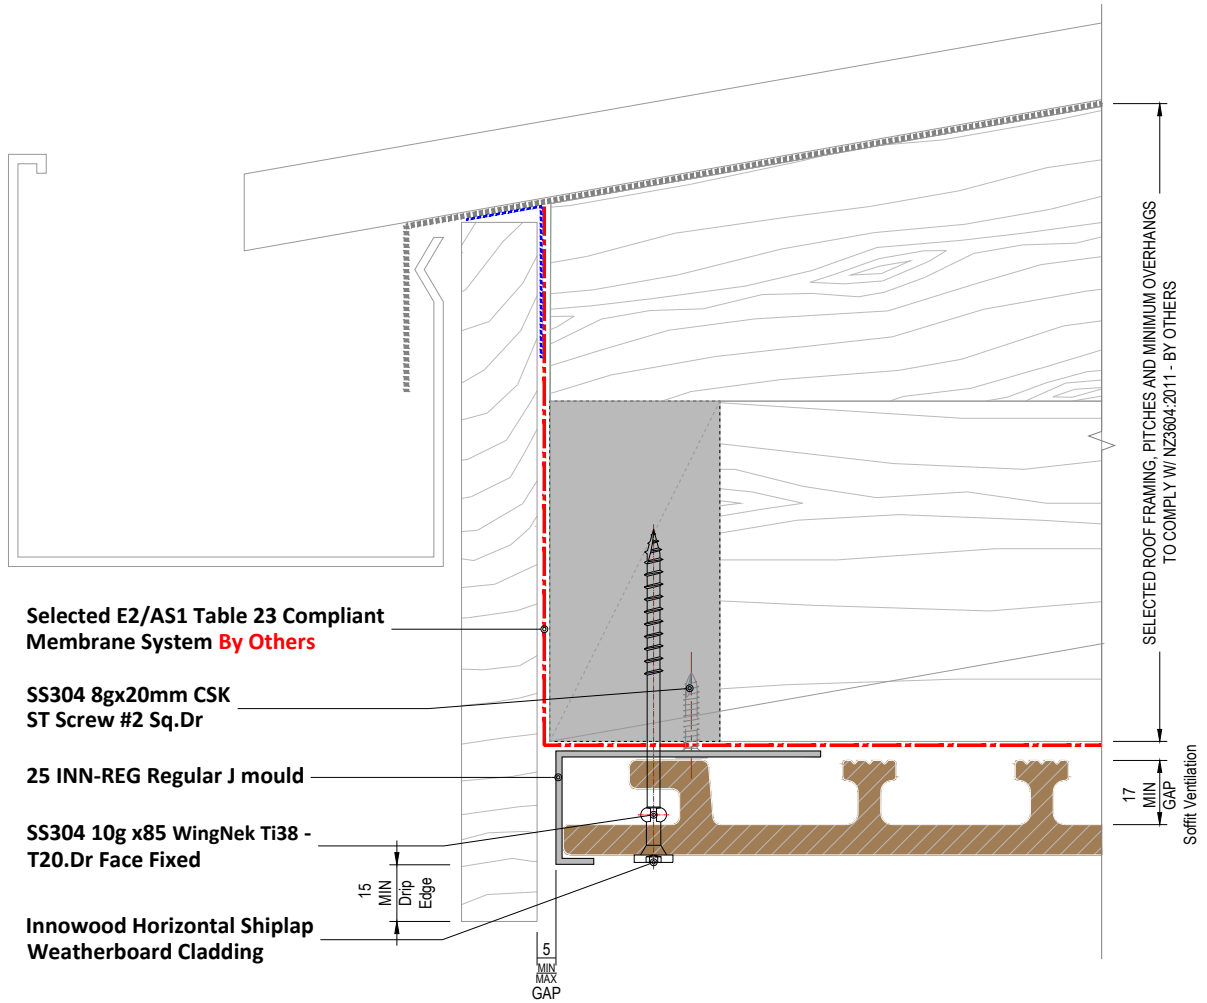 SELECTED ROOF FRAMING, PITCHES AND MINIMUM OVERHANGS
TO COMPLY W/ NZ3604:2011 - BY OTHERS
Selected E2/AS1 Table 23 Compliant
Membrane System By Others
SS304 8gx20mm CSK
ST Screw #2 Sq.Dr
25 INN-REG Regular J mould
SS304 10g x85 WingNek Ti38 -
T20.Dr Face Fixed
15
MIN
Drip
Edge
Innowood Horizontal Shiplap
Weatherboard Cladding
5
MIN
MAX
GAP
17
MIN
GAP
Soffit Ventilation